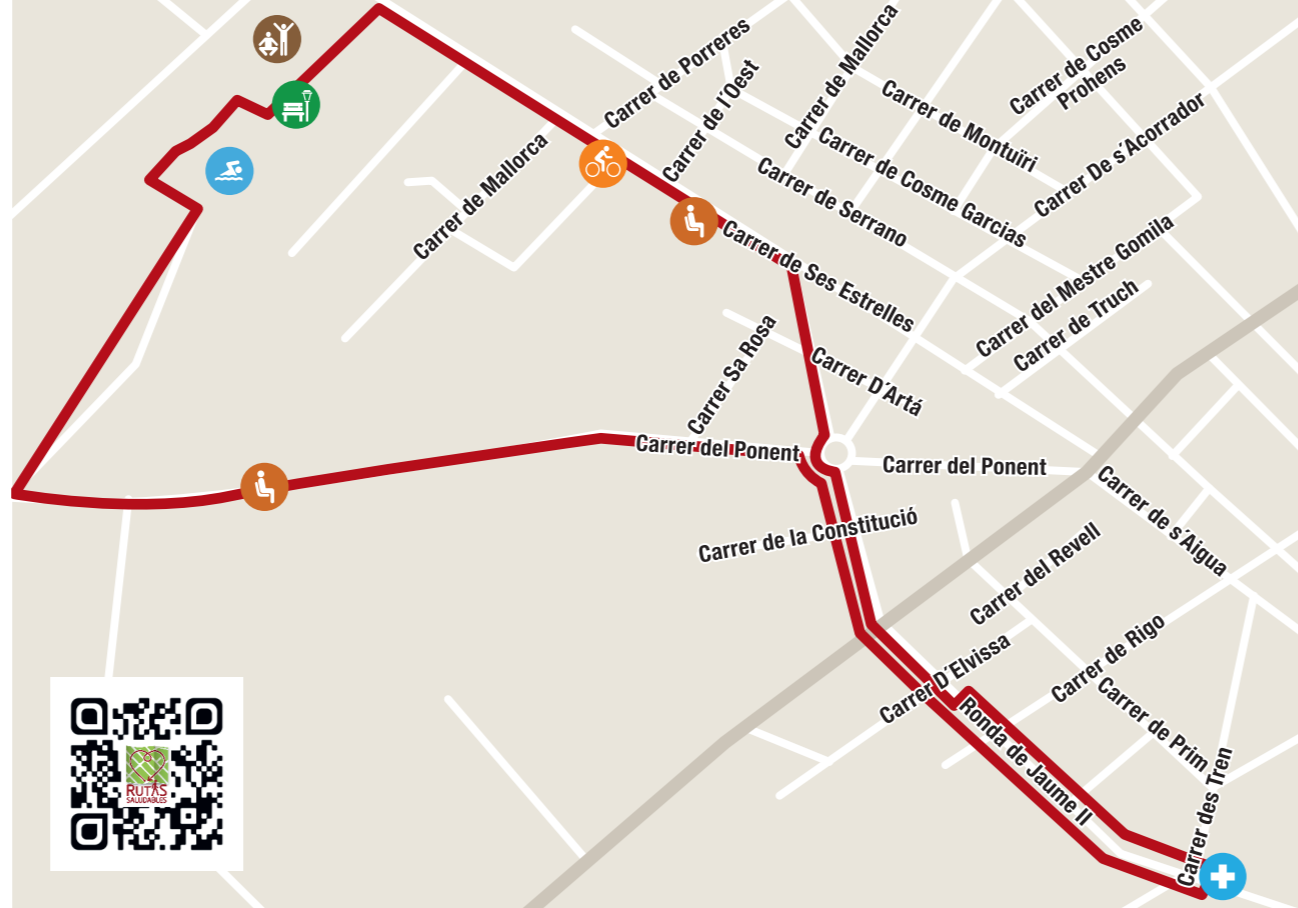 Carrer de Porreres
Carrer de l'Oest
Carrer de Mallorca
Carrer de Cosme
Prohens
Carrer de Montuïri
Carrer de Cosme Garcias
Carrer De s'Acorrador
Carrer de Serrano
Carrer de Mallorca
Carrer de Ses Estrelles
Carrer del Mestre Gomila
Carrer de Truch
Carrer Sa Rosa
Carrer D'Artá
Carrer del Ponent
Carrer del Ponent
Carrer de s'Aigua
Carrer de la Constitució
Carrer del Revell
Carrer D'Elvissa
Carrer de Rigo
Carrer de Prim
Ronda de Jaume II
Carrer des Tren
RUTAS
SALUDABLES